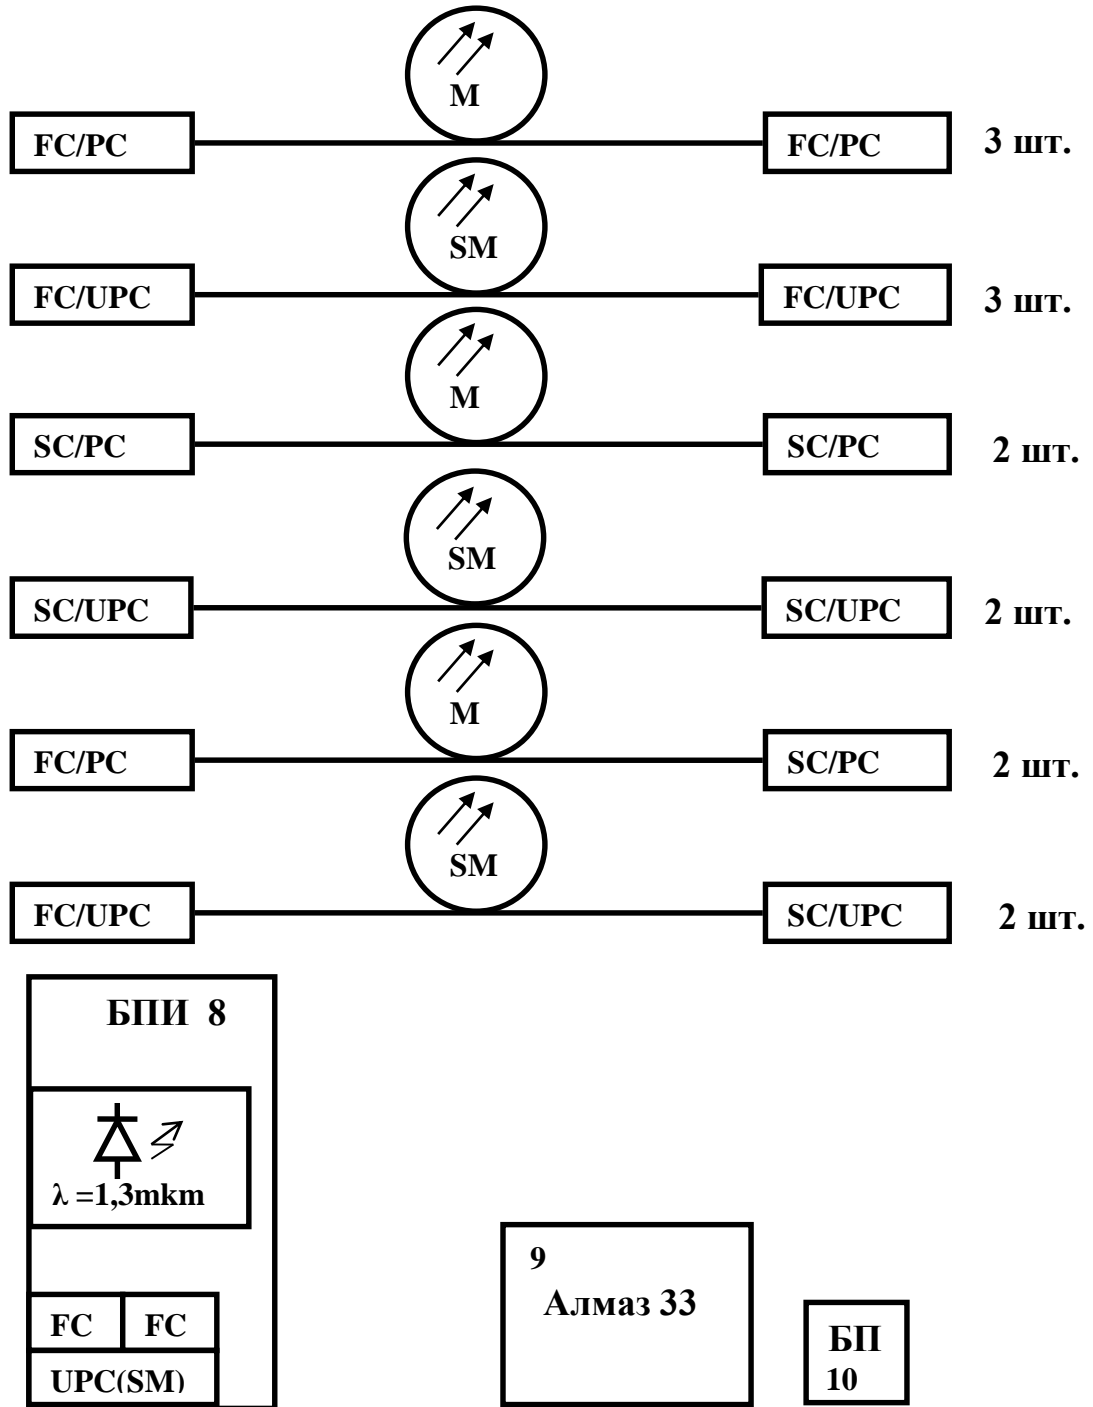 M
FC/PC FC/PC 3 шт.
SM
FC/UPC FC/UPC 3 шт.
M
SC/PC SC/PC 2 шт.
SM
SC/UPC SC/UPC 2 шт.
M
FC/PC SC/PC 2 шт.
SM
FC/UPC SC/UPC 2 шт.
БПИ 8
λ =1,3mkm
FC FC
UPC(SM)
9
Алмаз 33
БП
10